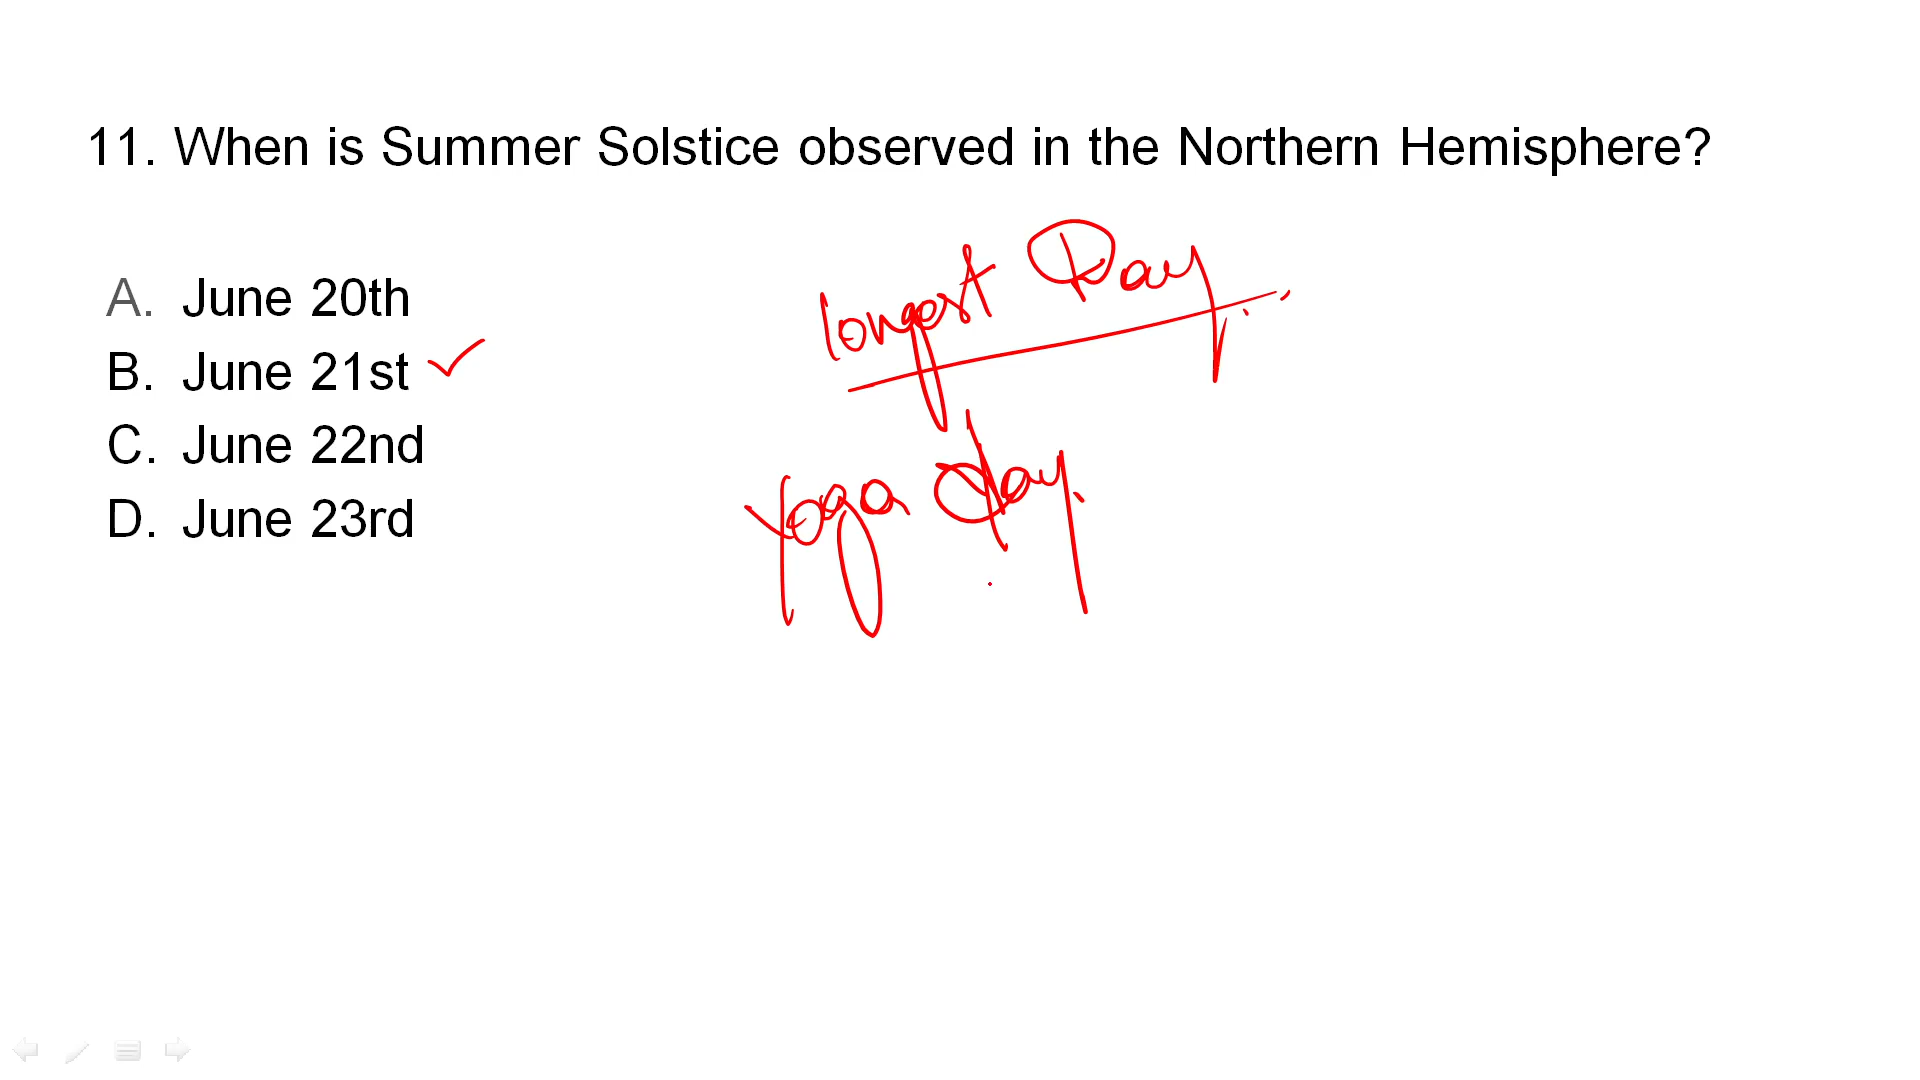 11. When is Summer Solstice observed in the Northern Hemisphere?
A. June 20th
B. June 21st
C. June 22nd
D. June 23rd
longest Day
Yoga day.